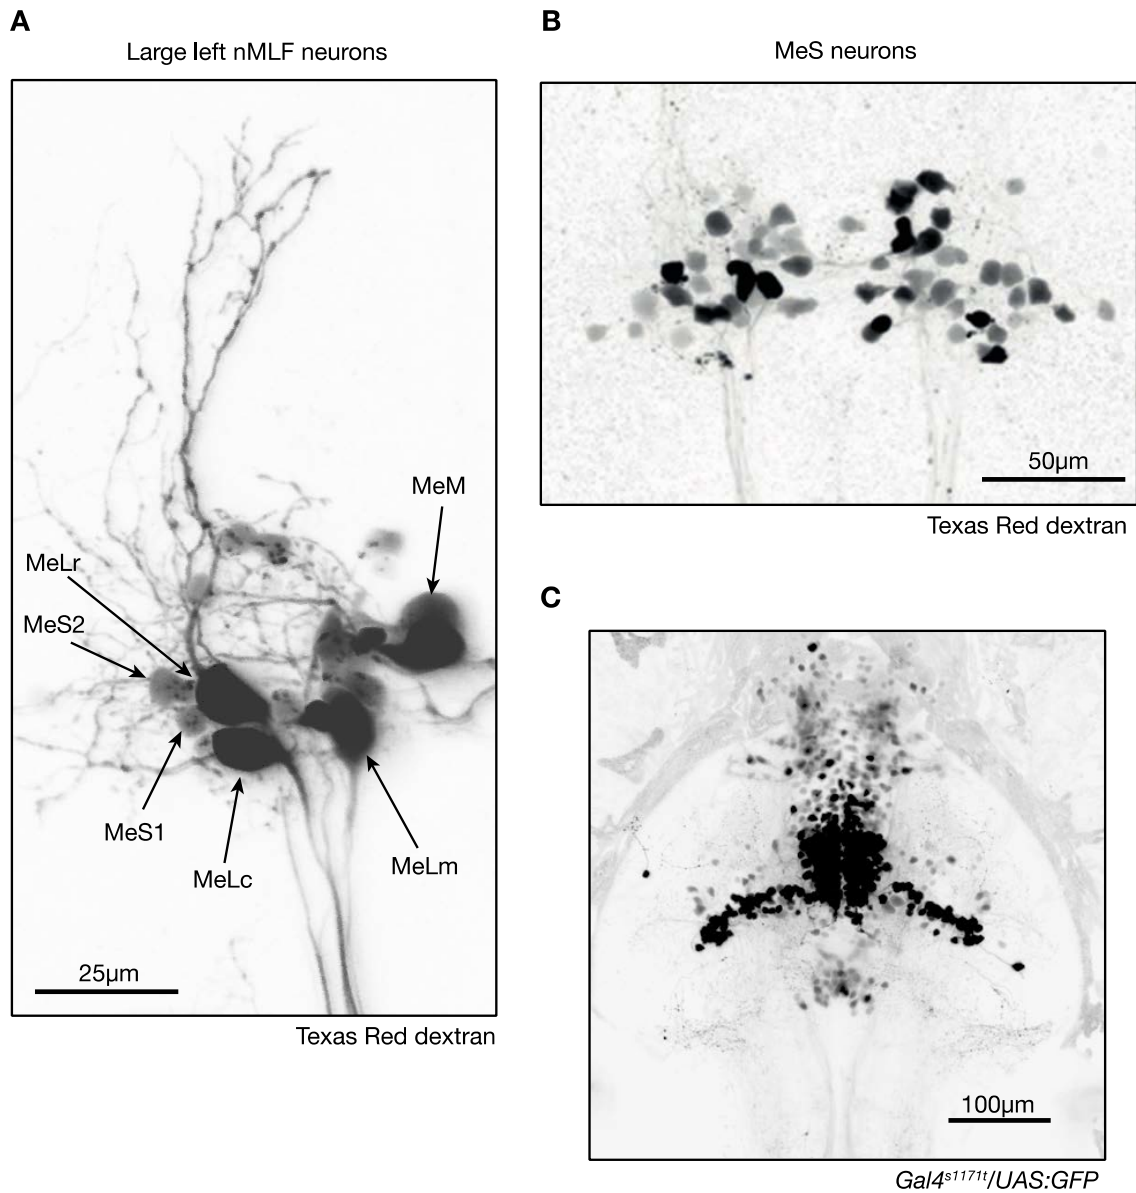 A
Large left nMLF neurons
MeM
MeLr
MeS2
MeS1
MeLc
MeLm
25μm
Texas Red dextran
B
MeS neurons
50μm
Texas Red dextran
C
100μm
Gal4s1171t/UAS:GFP